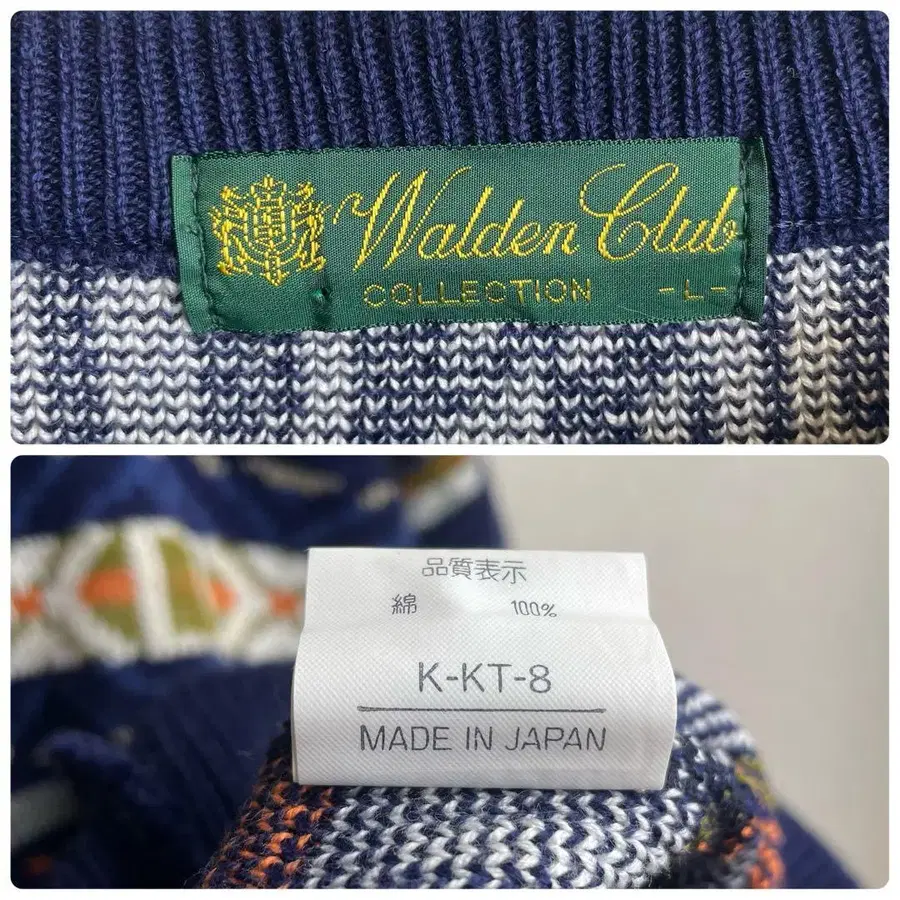 Walden Club
COLLECTION -L-
品質表示
綿 100%
K-KT-8
MADE IN JAPAN